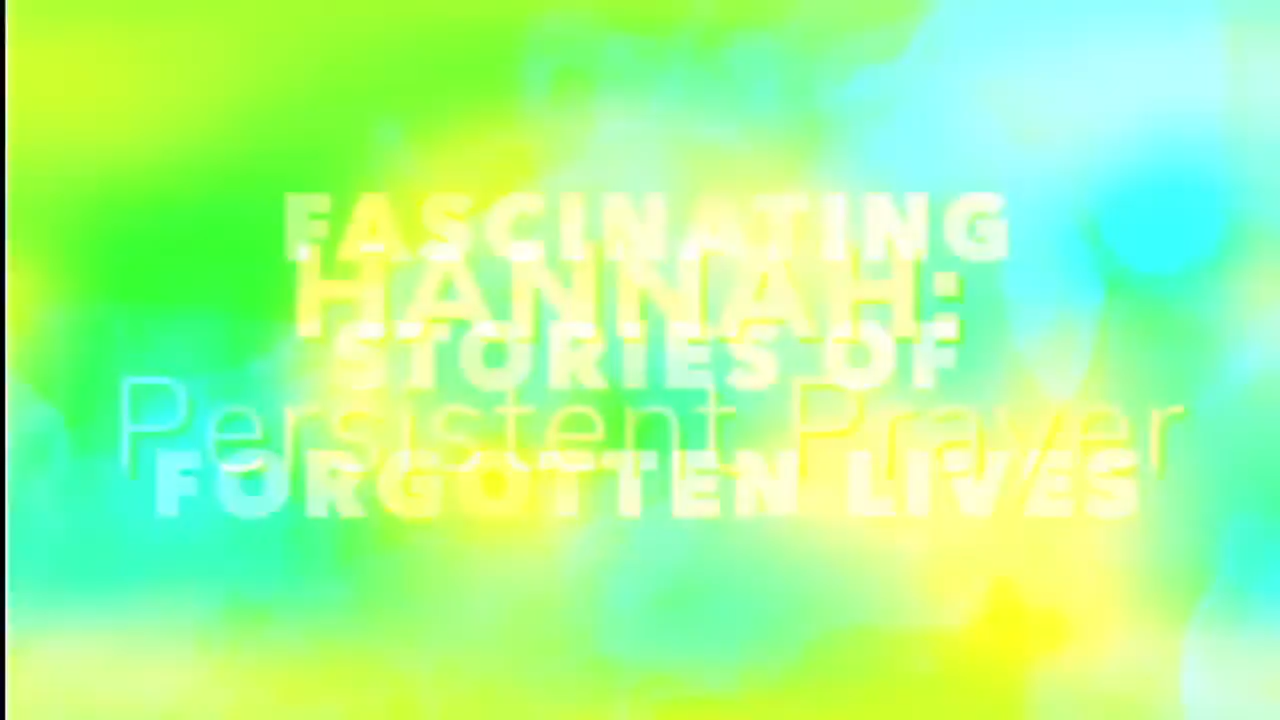 FASCINATING
HANNAH:
STORIES OF
Persistent Prayer
FORGOTTEN LIVES